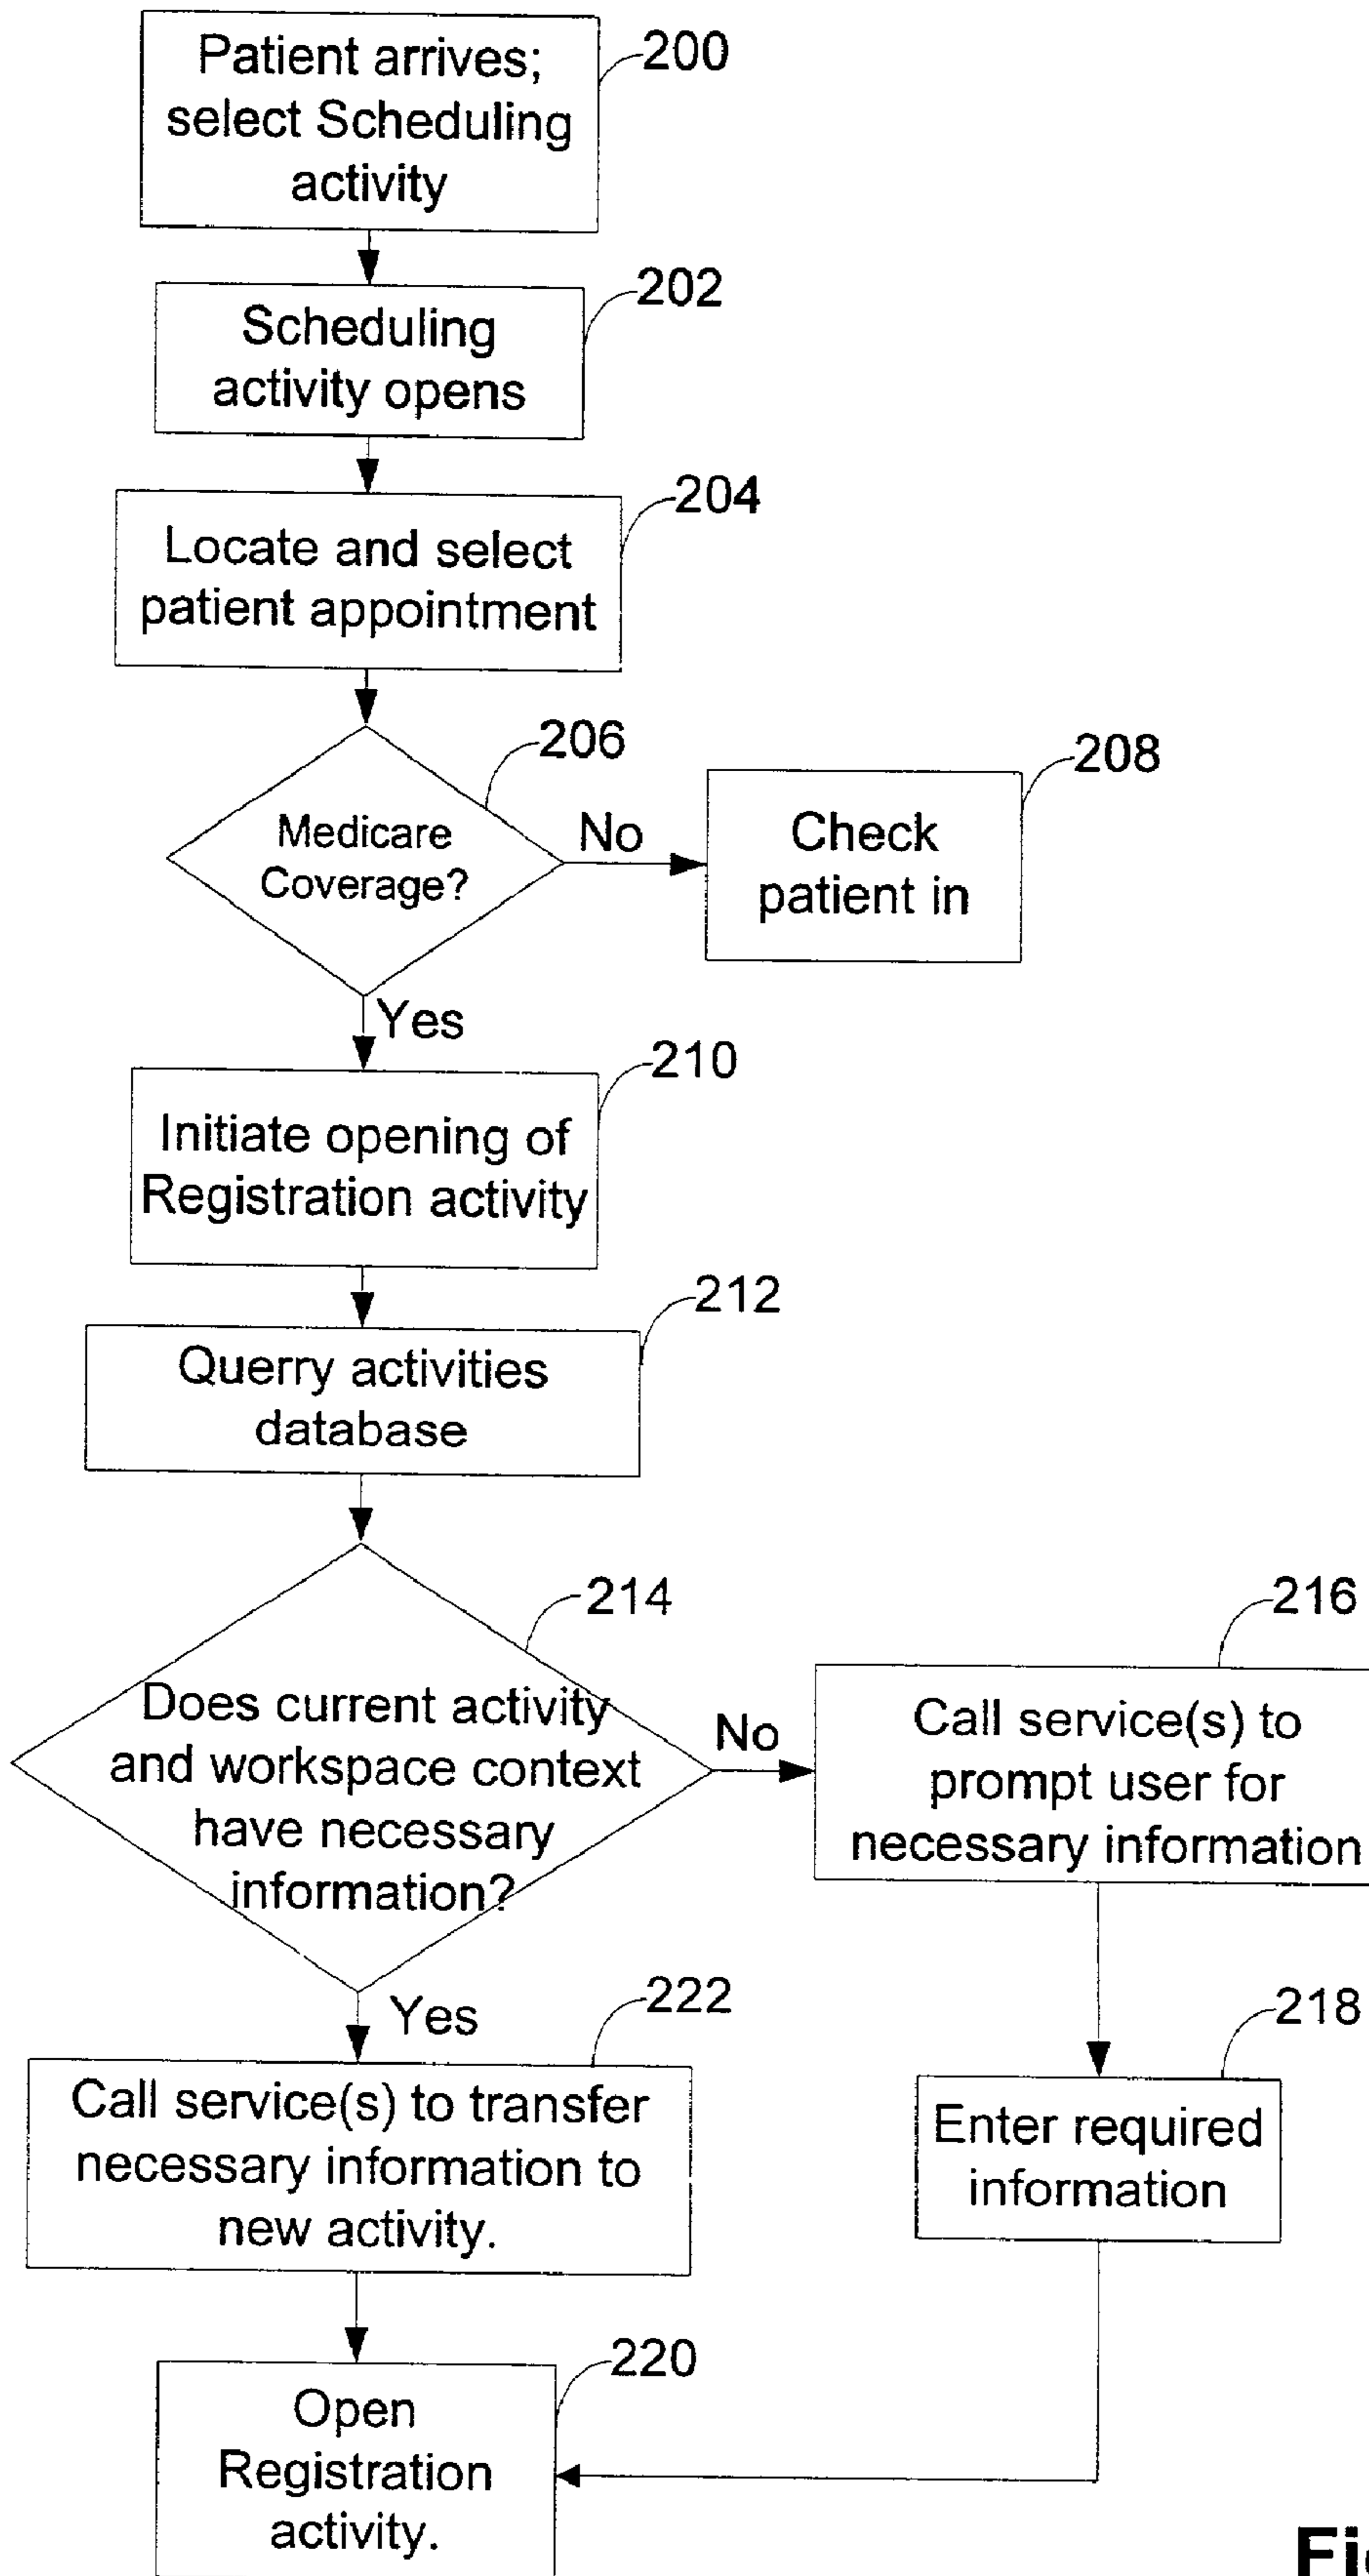 Patient arrives;
select Scheduling
activity
200
Scheduling
activity opens
202
Locate and select
patient appointment
204
Medicare
Coverage?
206
No
Check
patient in
208
Yes
Initiate opening of
Registration activity
210
Querry activities
database
212
Does current activity
and workspace context
have necessary
information?
214
No
Call service(s) to
prompt user for
necessary information
216
Yes
Call service(s) to transfer
necessary information to
new activity.
222
Enter required
information
218
Open
Registration
activity.
220